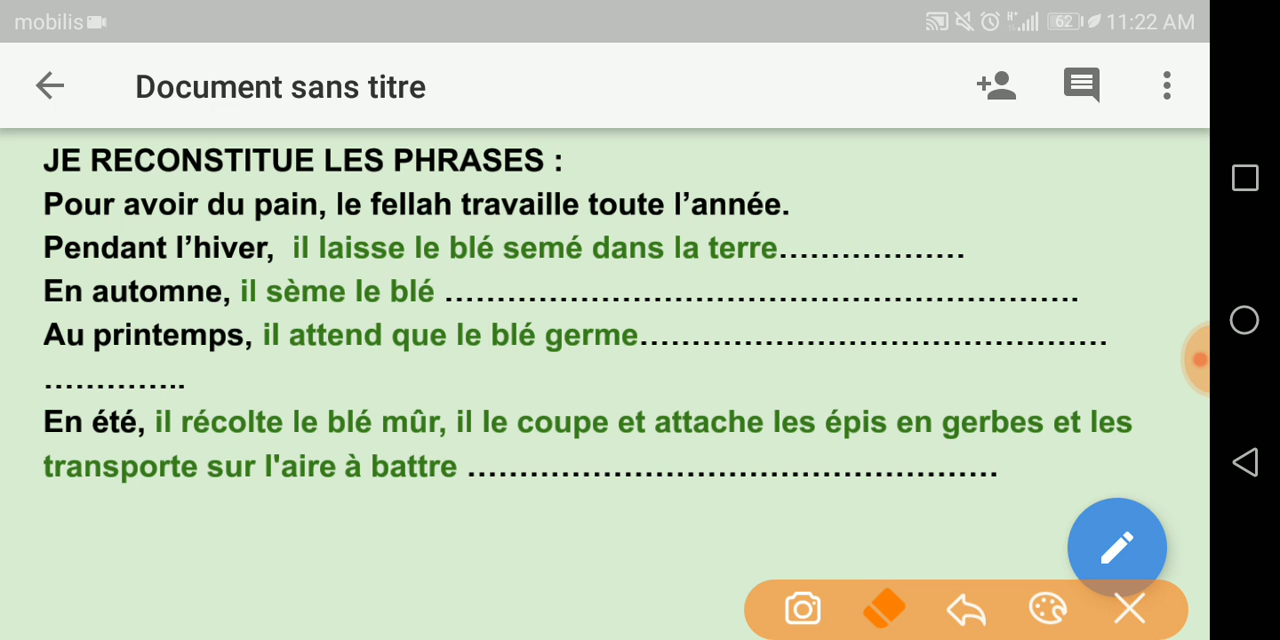 mobilis
H+
62
11:22 AM
Document sans titre
JE RECONSTITUE LES PHRASES :
Pour avoir du pain, le fellah travaille toute l’année.
Pendant l’hiver, il laisse le blé semé dans la terre..................
En automne, il sème le blé .............................................................
Au printemps, il attend que le blé germe.............................................
..............
En été, il récolte le blé mûr, il le coupe et attache les épis en gerbes et les
transporte sur l'aire à battre ...................................................